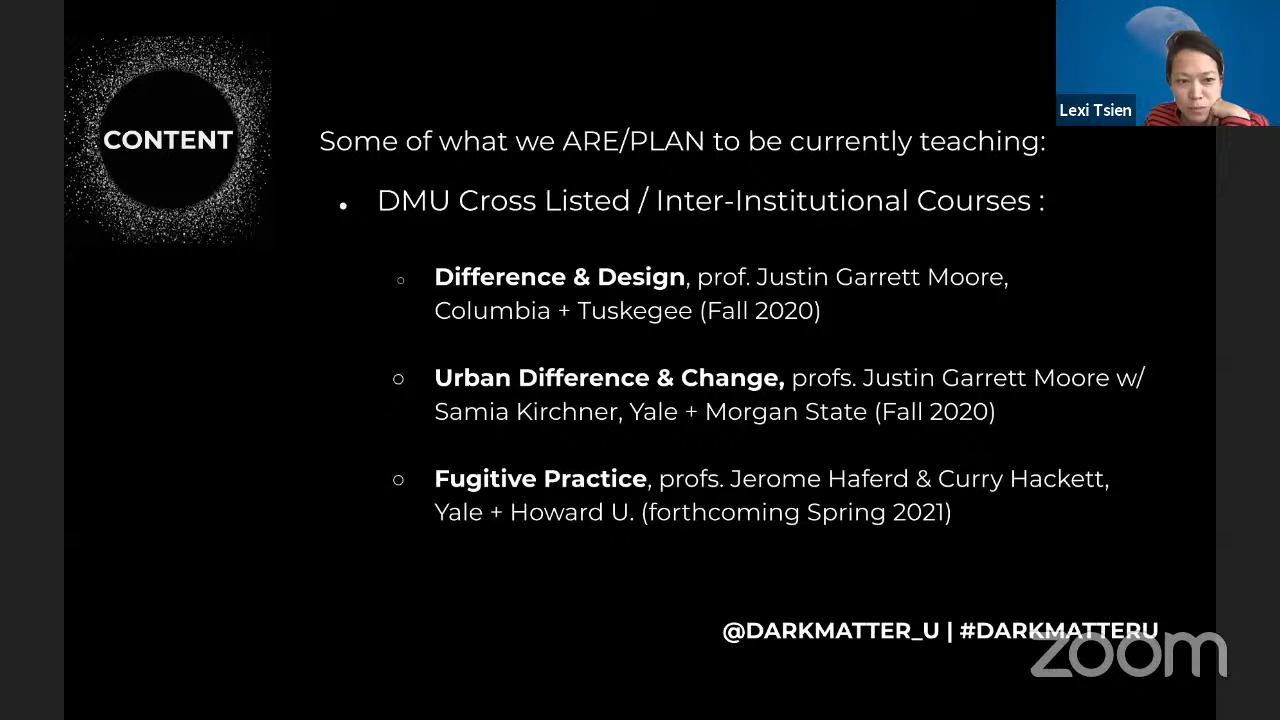 CONTENT
Lexi Tsien
Some of what we ARE/PLAN to be currently teaching:
• DMU Cross Listed / Inter-Institutional Courses :
○ Difference & Design, prof. Justin Garrett Moore,
Columbia + Tuskegee (Fall 2020)
○ Urban Difference & Change, profs. Justin Garrett Moore w/
Samia Kirchner, Yale + Morgan State (Fall 2020)
○ Fugitive Practice, profs. Jerome Haferd & Curry Hackett,
Yale + Howard U. (forthcoming Spring 2021)
@DARKMATTER_U | #DARKMATTERU
zoom